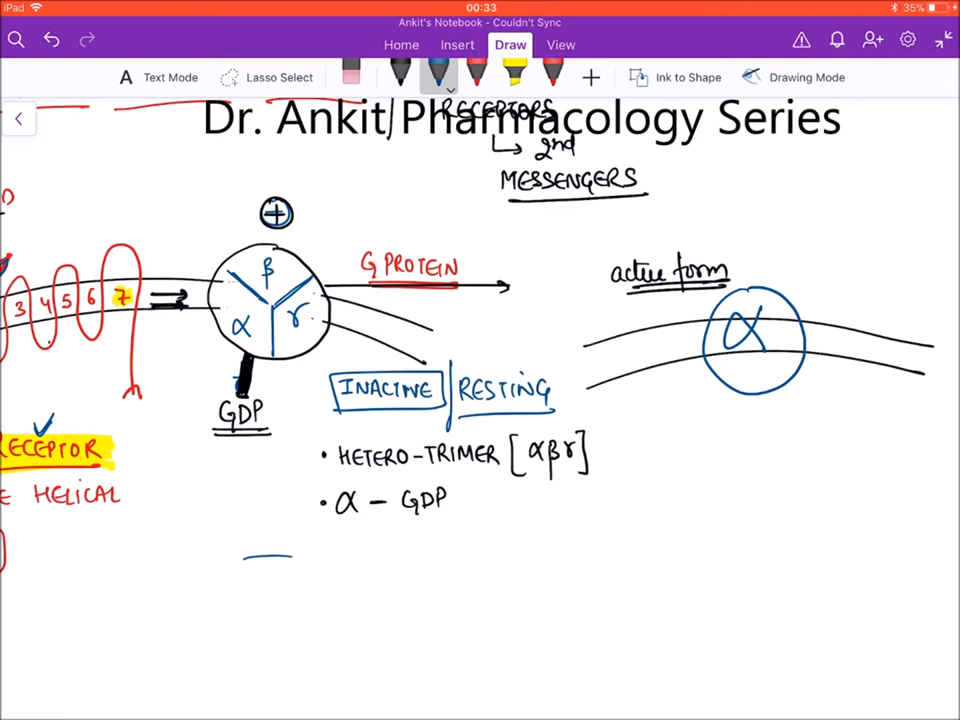 iPad 00:33 35%
Ankit's Notebook - Couldn't Sync
Home Insert Draw View
A Text Mode Lasso Select Ink to Shape Drawing Mode
RECEPTORS
Dr. Ankit Pharmacology Series
2nd
MESSENGERS
β
α γ
G PROTEIN
3 4 5 6 7
active form
α
GDP
INACTIVE RESTING
• HETERO-TRIMER [αβγ]
• α - GDP
ECEPTOR
E HELICAL